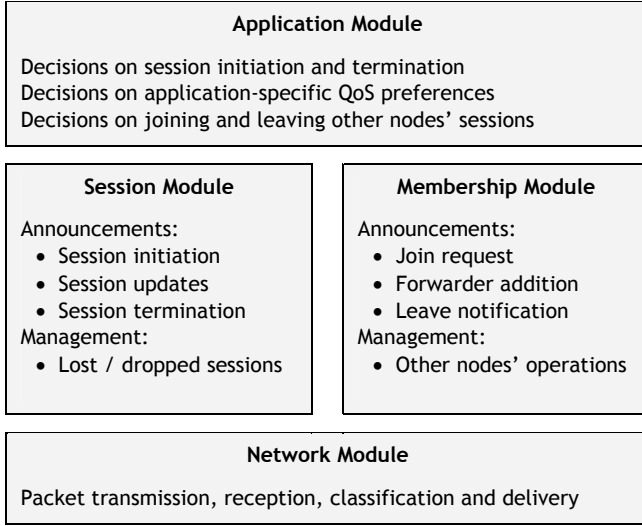 Application Module
Decisions on session initiation and termination
Decisions on application-specific QoS preferences
Decisions on joining and leaving other nodes’ sessions
Session Module
Announcements:
• Session initiation
• Session updates
• Session termination
Management:
• Lost / dropped sessions
Membership Module
Announcements:
• Join request
• Forwarder addition
• Leave notification
Management:
• Other nodes’ operations
Network Module
Packet transmission, reception, classification and delivery